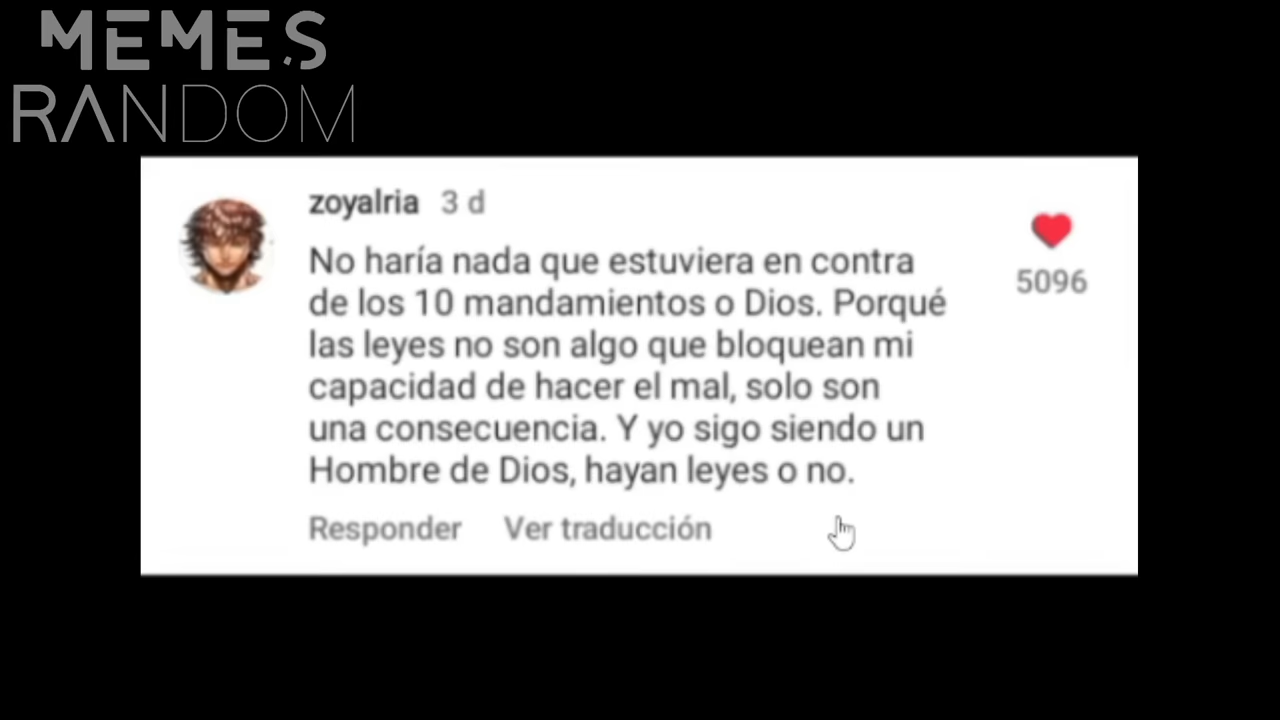 MEMES
RANDOM
zoyalria 3 d
No haría nada que estuviera en contra
de los 10 mandamientos o Dios. Porqué
las leyes no son algo que bloquean mi
capacidad de hacer el mal, solo son
una consecuencia. Y yo sigo siendo un
Hombre de Dios, hayan leyes o no.
5096
Responder Ver traducción